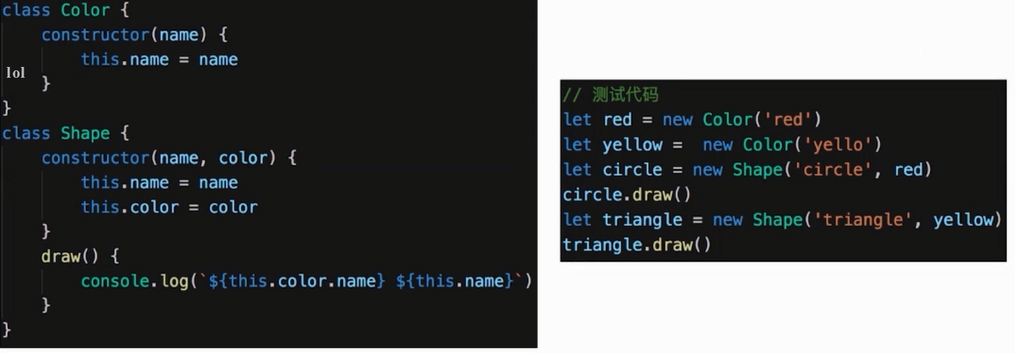 class Color {
    constructor(name) {
        this.name = name
lol
    }
}
class Shape {
    constructor(name, color) {
        this.name = name
        this.color = color
    }
    draw() {
        console.log(`${this.color.name} ${this.name}`)
    }
}
// 测试代码
let red = new Color('red')
let yellow =  new Color('yello')
let circle = new Shape('circle', red)
circle.draw()
let triangle = new Shape('triangle', yellow)
triangle.draw()